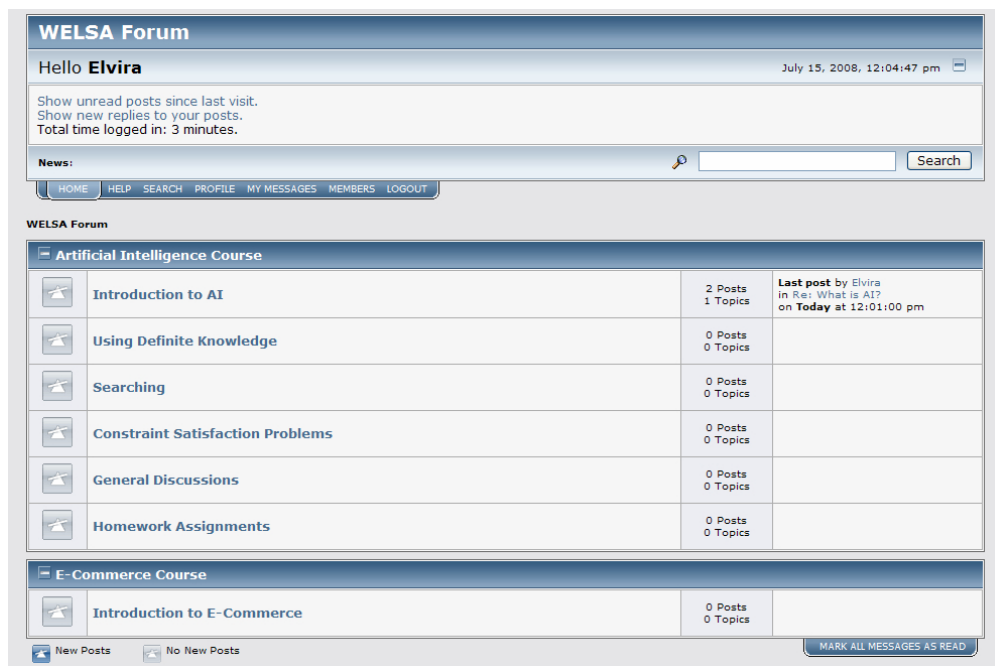 WELSA Forum
Hello Elvira
July 15, 2008, 12:04:47 pm
Show unread posts since last visit.
Show new replies to your posts.
Total time logged in: 3 minutes.
News:
Search
HOME HELP SEARCH PROFILE MY MESSAGES MEMBERS LOGOUT
WELSA Forum
Artificial Intelligence Course
Introduction to AI
2 Posts
1 Topics
Last post by Elvira
in Re: What is AI?
on Today at 12:01:00 pm
Using Definite Knowledge
0 Posts
0 Topics
Searching
0 Posts
0 Topics
Constraint Satisfaction Problems
0 Posts
0 Topics
General Discussions
0 Posts
0 Topics
Homework Assignments
0 Posts
0 Topics
E-Commerce Course
Introduction to E-Commerce
0 Posts
0 Topics
New Posts
No New Posts
MARK ALL MESSAGES AS READ